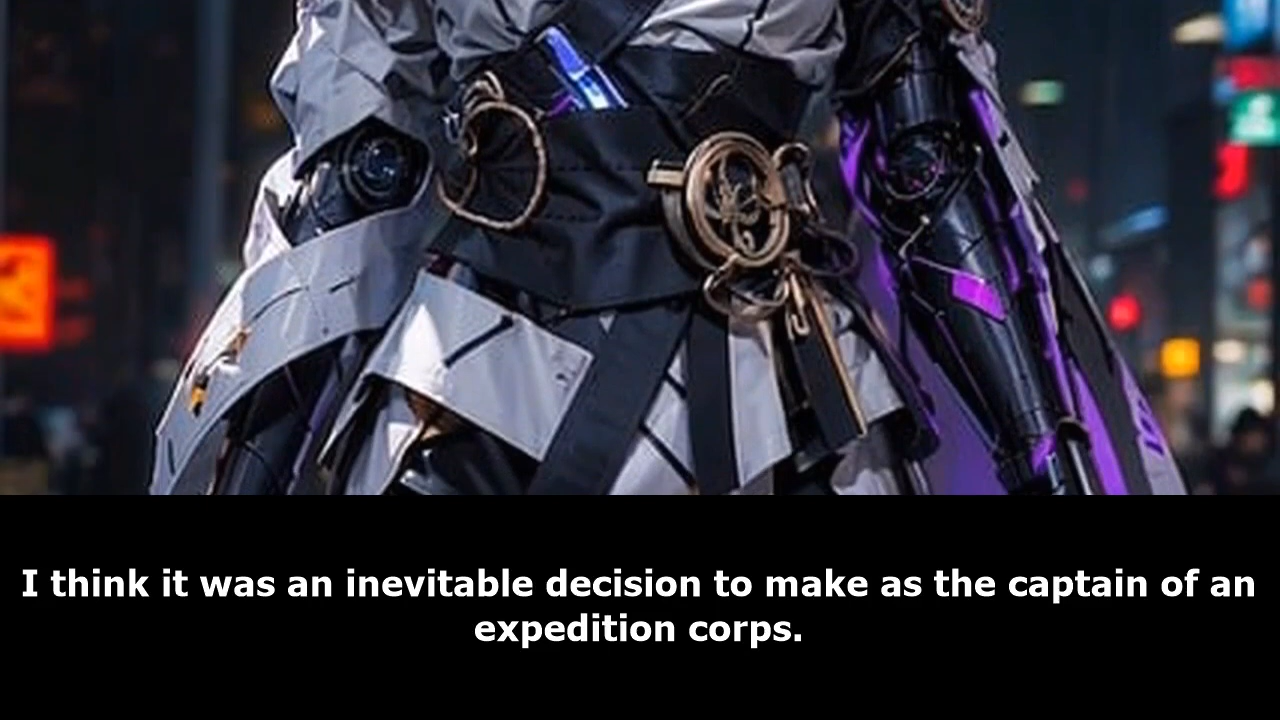 I think it was an inevitable decision to make as the captain of an
expedition corps.